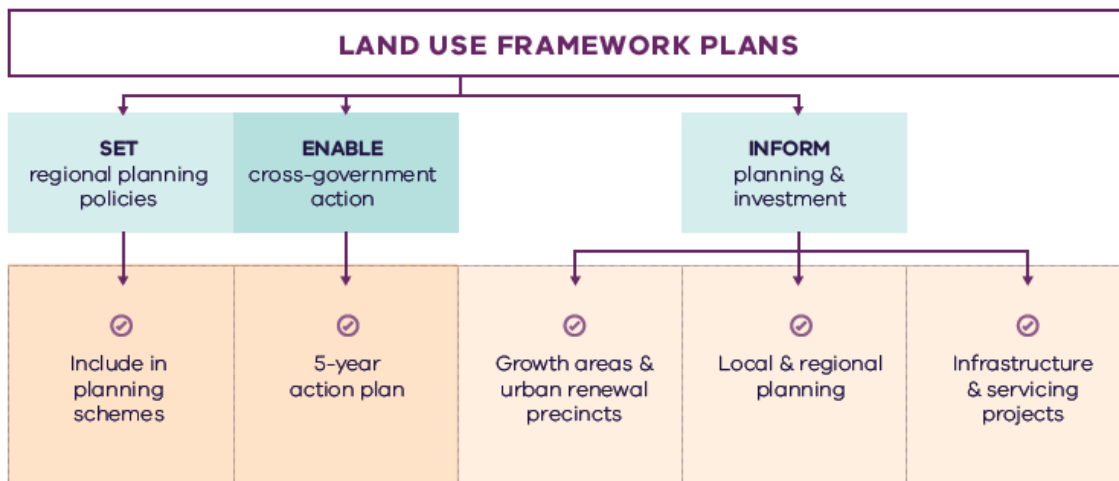 LAND USE FRAMEWORK PLANS
SET
regional planning
policies
ENABLE
cross-government
action
INFORM
planning &
investment
Include in
planning
schemes
5-year
action plan
Growth areas &
urban renewal
precincts
Local & regional
planning
Infrastructure
& servicing
projects